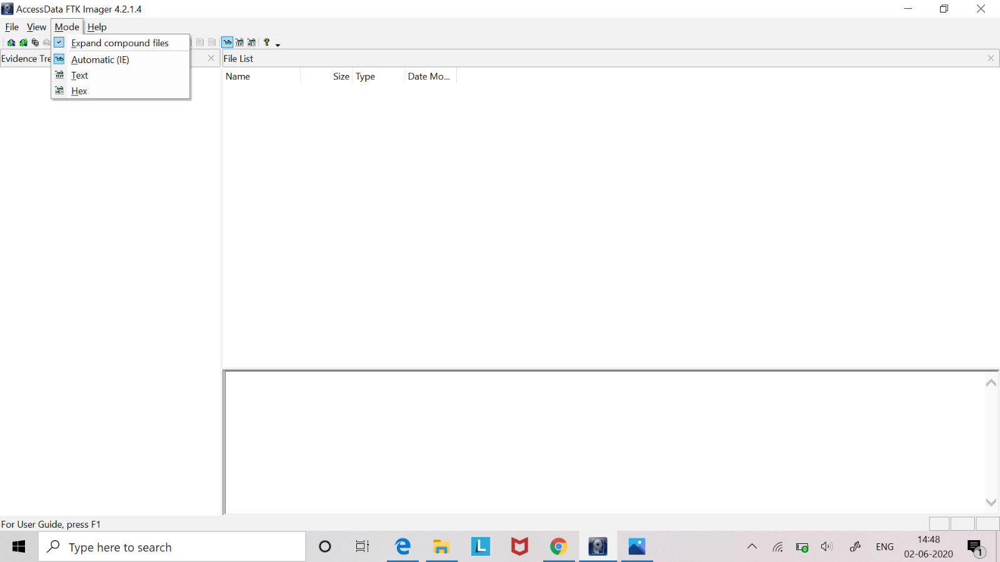 AccessData FTK Imager 4.2.1.4
File View Mode Help
Expand compound files
Automatic (IE)
Text
Hex
Evidence Tre
File List
Name Size Type Date Mo...
For User Guide, press F1
Type here to search
ENG
14:48
02-06-2020
1